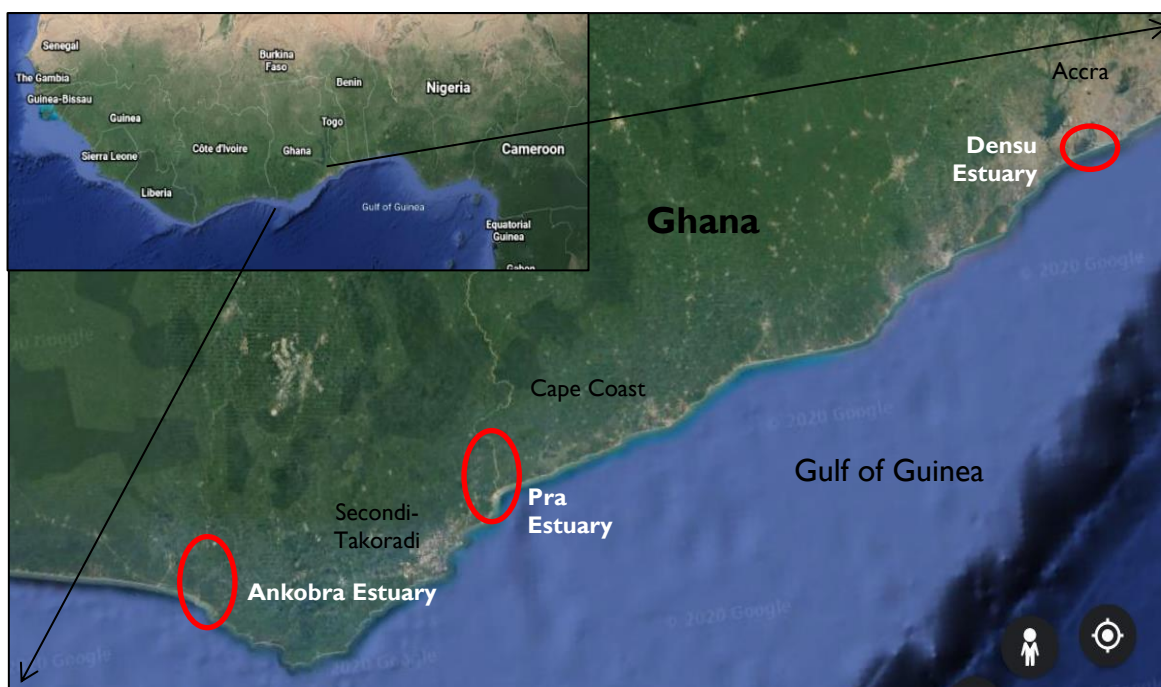 Senegal
The Gambia
Guinea-Bissau
Guinea
Sierra Leone
Liberia
Côte d'Ivoire
Burkina
Faso
Ghana
Togo
Benin
Nigeria
Cameroon
Gulf of Guinea
Equatorial
Guinea
Gabon
Accra
Densu
Estuary
Ghana
© 2020 Google
Cape Coast
© 2020 Google
20 Google
Gulf of Guinea
Pra
Estuary
Secondi-
Takoradi
Ankobra Estuary
© 2020 Google
2020 Google